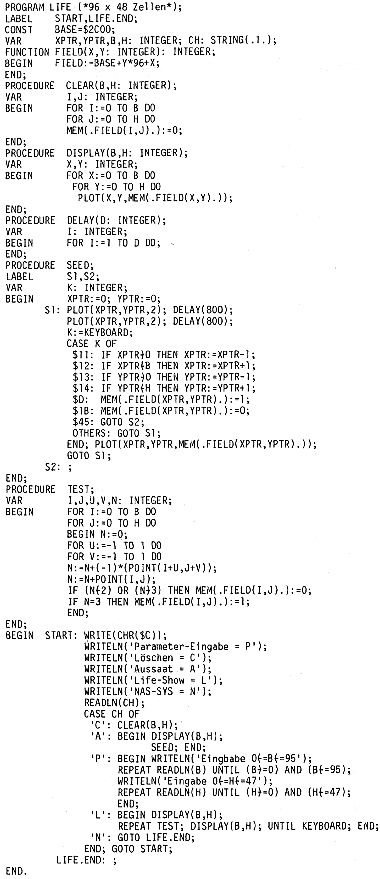 PROGRAM LIFE (*96 x 48 Zellen*);
LABEL START,LIFE.END;
CONST BASE=$2C00;
VAR XPTR,YPTR,B,H: INTEGER; CH: STRING(.1.);
FUNCTION FIELD(X,Y: INTEGER): INTEGER;
BEGIN FIELD:=BASE+Y*96+X;
END;
PROCEDURE CLEAR(B,H: INTEGER);
VAR I,J: INTEGER;
BEGIN FOR I:=0 TO B DO
FOR J:=0 TO H DO
MEM(.FIELD(I,J).):=0;
END;
PROCEDURE DISPLAY(B,H: INTEGER);
VAR X,Y: INTEGER;
BEGIN FOR X:=0 TO B DO
FOR Y:=0 TO H DO
PLOT(X,Y,MEM(.FIELD(X,Y).));
END;
PROCEDURE DELAY(D: INTEGER);
VAR I: INTEGER;
BEGIN FOR I:=1 TO D DO;
END;
PROCEDURE SEED;
LABEL S1,S2;
VAR K: INTEGER;
BEGIN XPTR:=0; YPTR:=0;
S1: PLOT(XPTR,YPTR,2); DELAY(800);
PLOT(XPTR,YPTR,2); DELAY(800);
K:=KEYBOARD;
CASE K OF
$11: IF XPTR}0 THEN XPTR:=XPTR-1;
$12: IF XPTR{B THEN XPTR:=XPTR+1;
$13: IF YPTR}0 THEN YPTR:=YPTR-1;
$14: IF YPTR{H THEN YPTR:=YPTR+1;
$D: MEM(.FIELD(XPTR,YPTR).):=1;
$1B: MEM(.FIELD(XPTR,YPTR).):=0;
$45: GOTO S2;
OTHERS: GOTO S1;
END; PLOT(XPTR,YPTR,MEM(.FIELD(XPTR,YPTR).));
GOTO S1;
S2: ;
END;
PROCEDURE TEST;
VAR I,J,U,V,N: INTEGER;
BEGIN FOR I:=0 TO B DO
FOR J:=0 TO H DO
BEGIN N:=0;
FOR U:=-1 TO 1 DO
FOR V:=-1 TO 1 DO
N:=N+(-1)*(POINT(I+U,J+V));
N:=N+POINT(I,J);
IF (N{2) OR (N}3) THEN MEM(.FIELD(I,J).):=0;
IF N=3 THEN MEM(.FIELD(I,J).):=1;
END;
END;
BEGIN START: WRITE(CHR($C));
WRITELN('Parameter-Eingabe = P');
WRITELN('Löschen = C');
WRITELN('Aussaat = A');
WRITELN('Life-Show = L');
WRITELN('NAS-SYS = N');
READLN(CH);
CASE CH OF
'C': CLEAR(B,H);
'A': BEGIN DISPLAY(B,H);
SEED; END;
'P': BEGIN WRITELN('Eingbabe 0{=B{=95');
REPEAT READLN(B) UNTIL (B}=0) AND (B{=95);
WRITELN('Eingabe 0{=H{=47');
REPEAT READLN(H) UNTIL (H}=0) AND (H{=47);
END;
'L': BEGIN DISPLAY(B,H);
REPEAT TEST; DISPLAY(B,H); UNTIL KEYBOARD; END;
'N': GOTO LIFE.END;
END; GOTO START;
LIFE.END: ;
END.